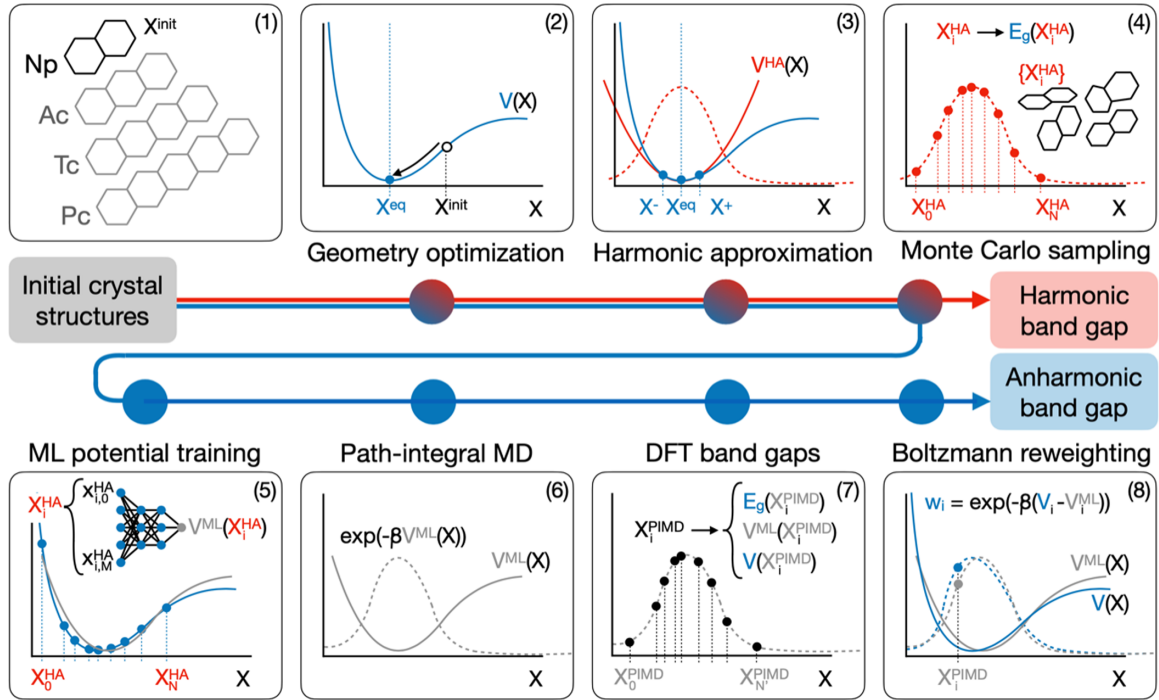 (1)
X^init
Np
Ac
Tc
Pc
(2)
V(X)
X^eq X^init X
Geometry optimization
(3)
V^HA(X)
X- X^eq X+ X
Harmonic approximation
(4)
X_i^HA → E_g(X_i^HA)
{X_i^HA}
X_0^HA X_N^HA X
Monte Carlo sampling
Initial crystal
structures
Harmonic
band gap
Anharmonic
band gap
ML potential training
(5)
X_i^HA
x_i,0^HA
x_i,M^HA
V^ML(X_i^HA)
X_0^HA X_N^HA X
Path-integral MD
(6)
exp(-βV^ML(X))
V^ML(X)
X
DFT band gaps
(7)
X_i^PIMD →
E_g(X_i^PIMD)
V^ML(X_i^PIMD)
V(X_i^PIMD)
X_0^PIMD X_N'^PIMD X
Boltzmann reweighting
(8)
w_i = exp(-β(V_i-V_i^ML))
V^ML(X)
V(X)
X_i^PIMD X